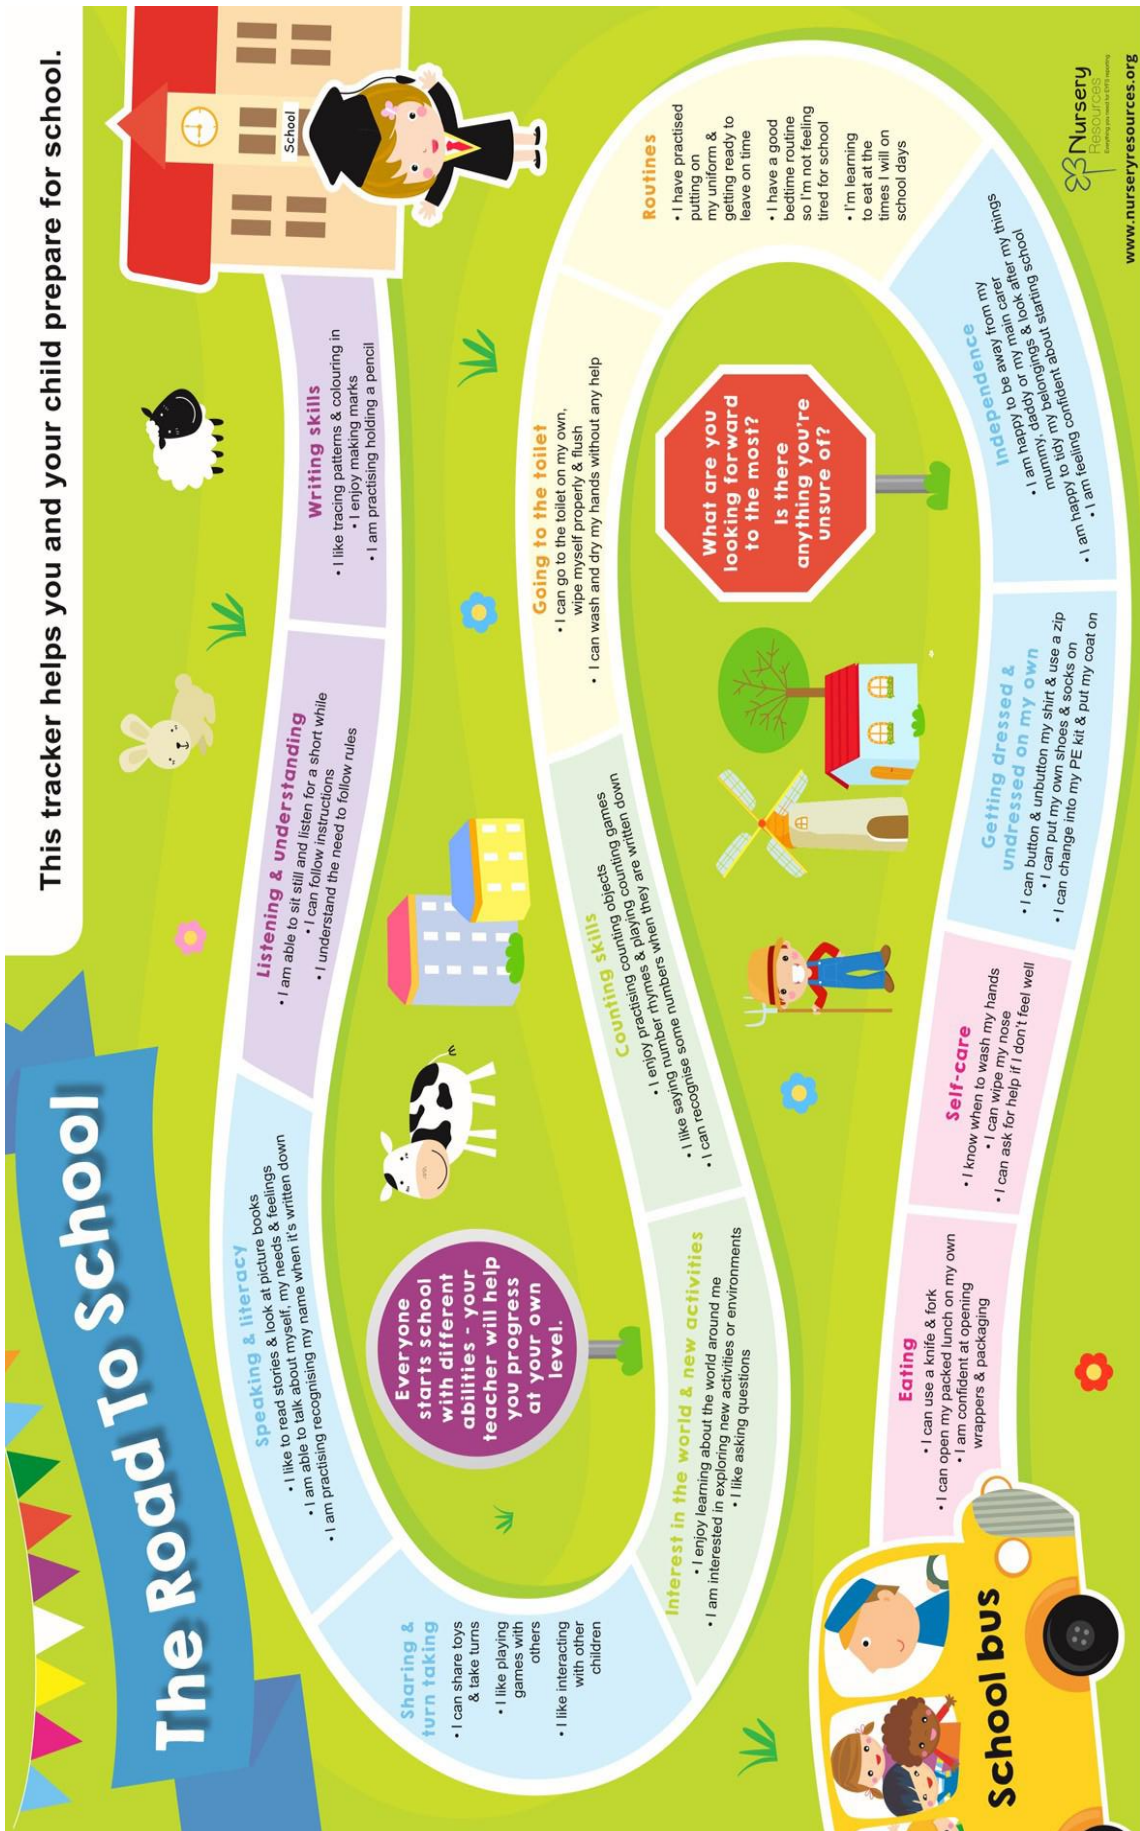 The Road To School
This tracker helps you and your child prepare for school.
School
Writing skills
• I like tracing patterns & colouring in
• I enjoy making marks
• I am practising holding a pencil
Listening & understanding
• I am able to sit still and listen for a short while
• I can follow instructions
• I understand the need to follow rules
Speaking & literacy
• I like to read stories & look at picture books
• I am able to talk about myself, my needs & feelings
• I am practising recognising my name when it's written down
Sharing &
turn taking
• I can share toys
& take turns
• I like playing
games with
others
• I like interacting
with other
children
Everyone
starts school
with different
abilities - your
teacher will help
you progress
at your own
level.
Interest in the world & new activities
• I enjoy learning about the world around me
• I am interested in exploring new activities or environments
• I like asking questions
Counting skills
• I enjoy practising counting objects
• I like saying number rhymes & playing counting games
• I can recognise some numbers when they are written down
Going to the toilet
• I can go to the toilet on my own,
wipe myself properly & flush
• I can wash and dry my hands without any help
Routines
• I have practised
putting on
my uniform &
getting ready to
leave on time
• I have a good
bedtime routine
so I'm not feeling
tired for school
• I'm learning
to eat at the
times I will on
school days
What are you
looking forward
to the most?
Is there
anything you're
unsure of?
Independence
• I am happy to be away from my
mummy, daddy or my main carer
• I am happy to tidy my belongings & look after my things
• I am feeling confident about starting school
Getting dressed &
undressed on my own
• I can button & unbutton my shirt & use a zip
• I can put my own shoes & socks on
• I can change into my PE kit & put my coat on
Self-care
• I know when to wash my hands
• I can wipe my nose
• I can ask for help if I don't feel well
Eating
• I can use a knife & fork
• I can open my packed lunch on my own
• I am confident at opening
wrappers & packaging
School bus
Nursery
Resources
Everything you need for EYFS reporting
www.nurseryresources.org